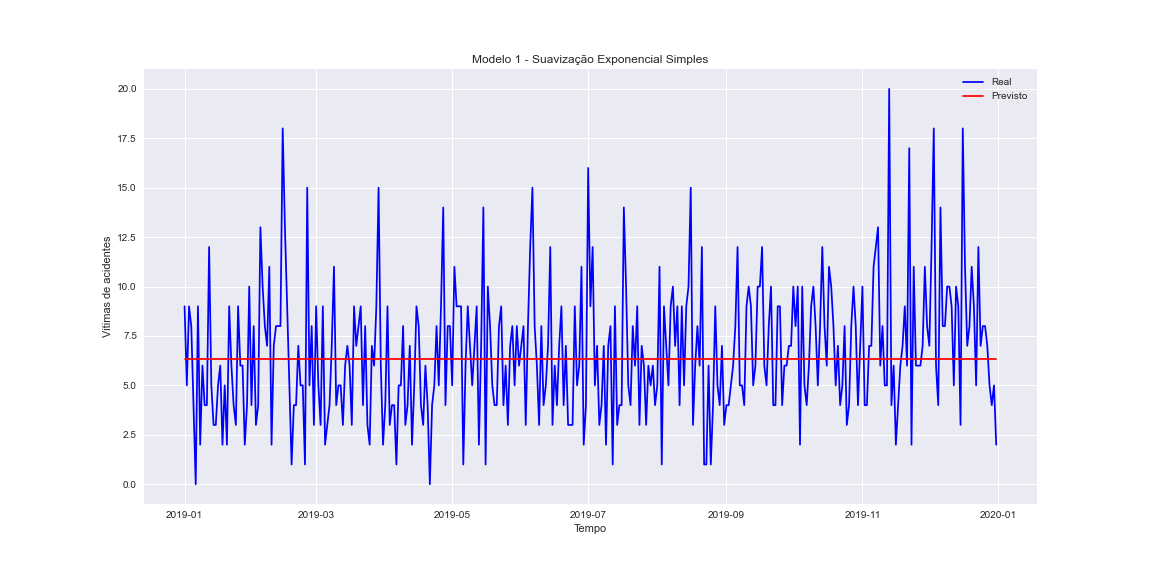 Modelo 1 - Suavização Exponencial Simples
Real
Previsto
20.0
17.5
15.0
12.5
10.0
7.5
5.0
2.5
0.0
Vítimas de acidentes
2019-01 2019-03 2019-05 2019-07 2019-09 2019-11 2020-01
Tempo